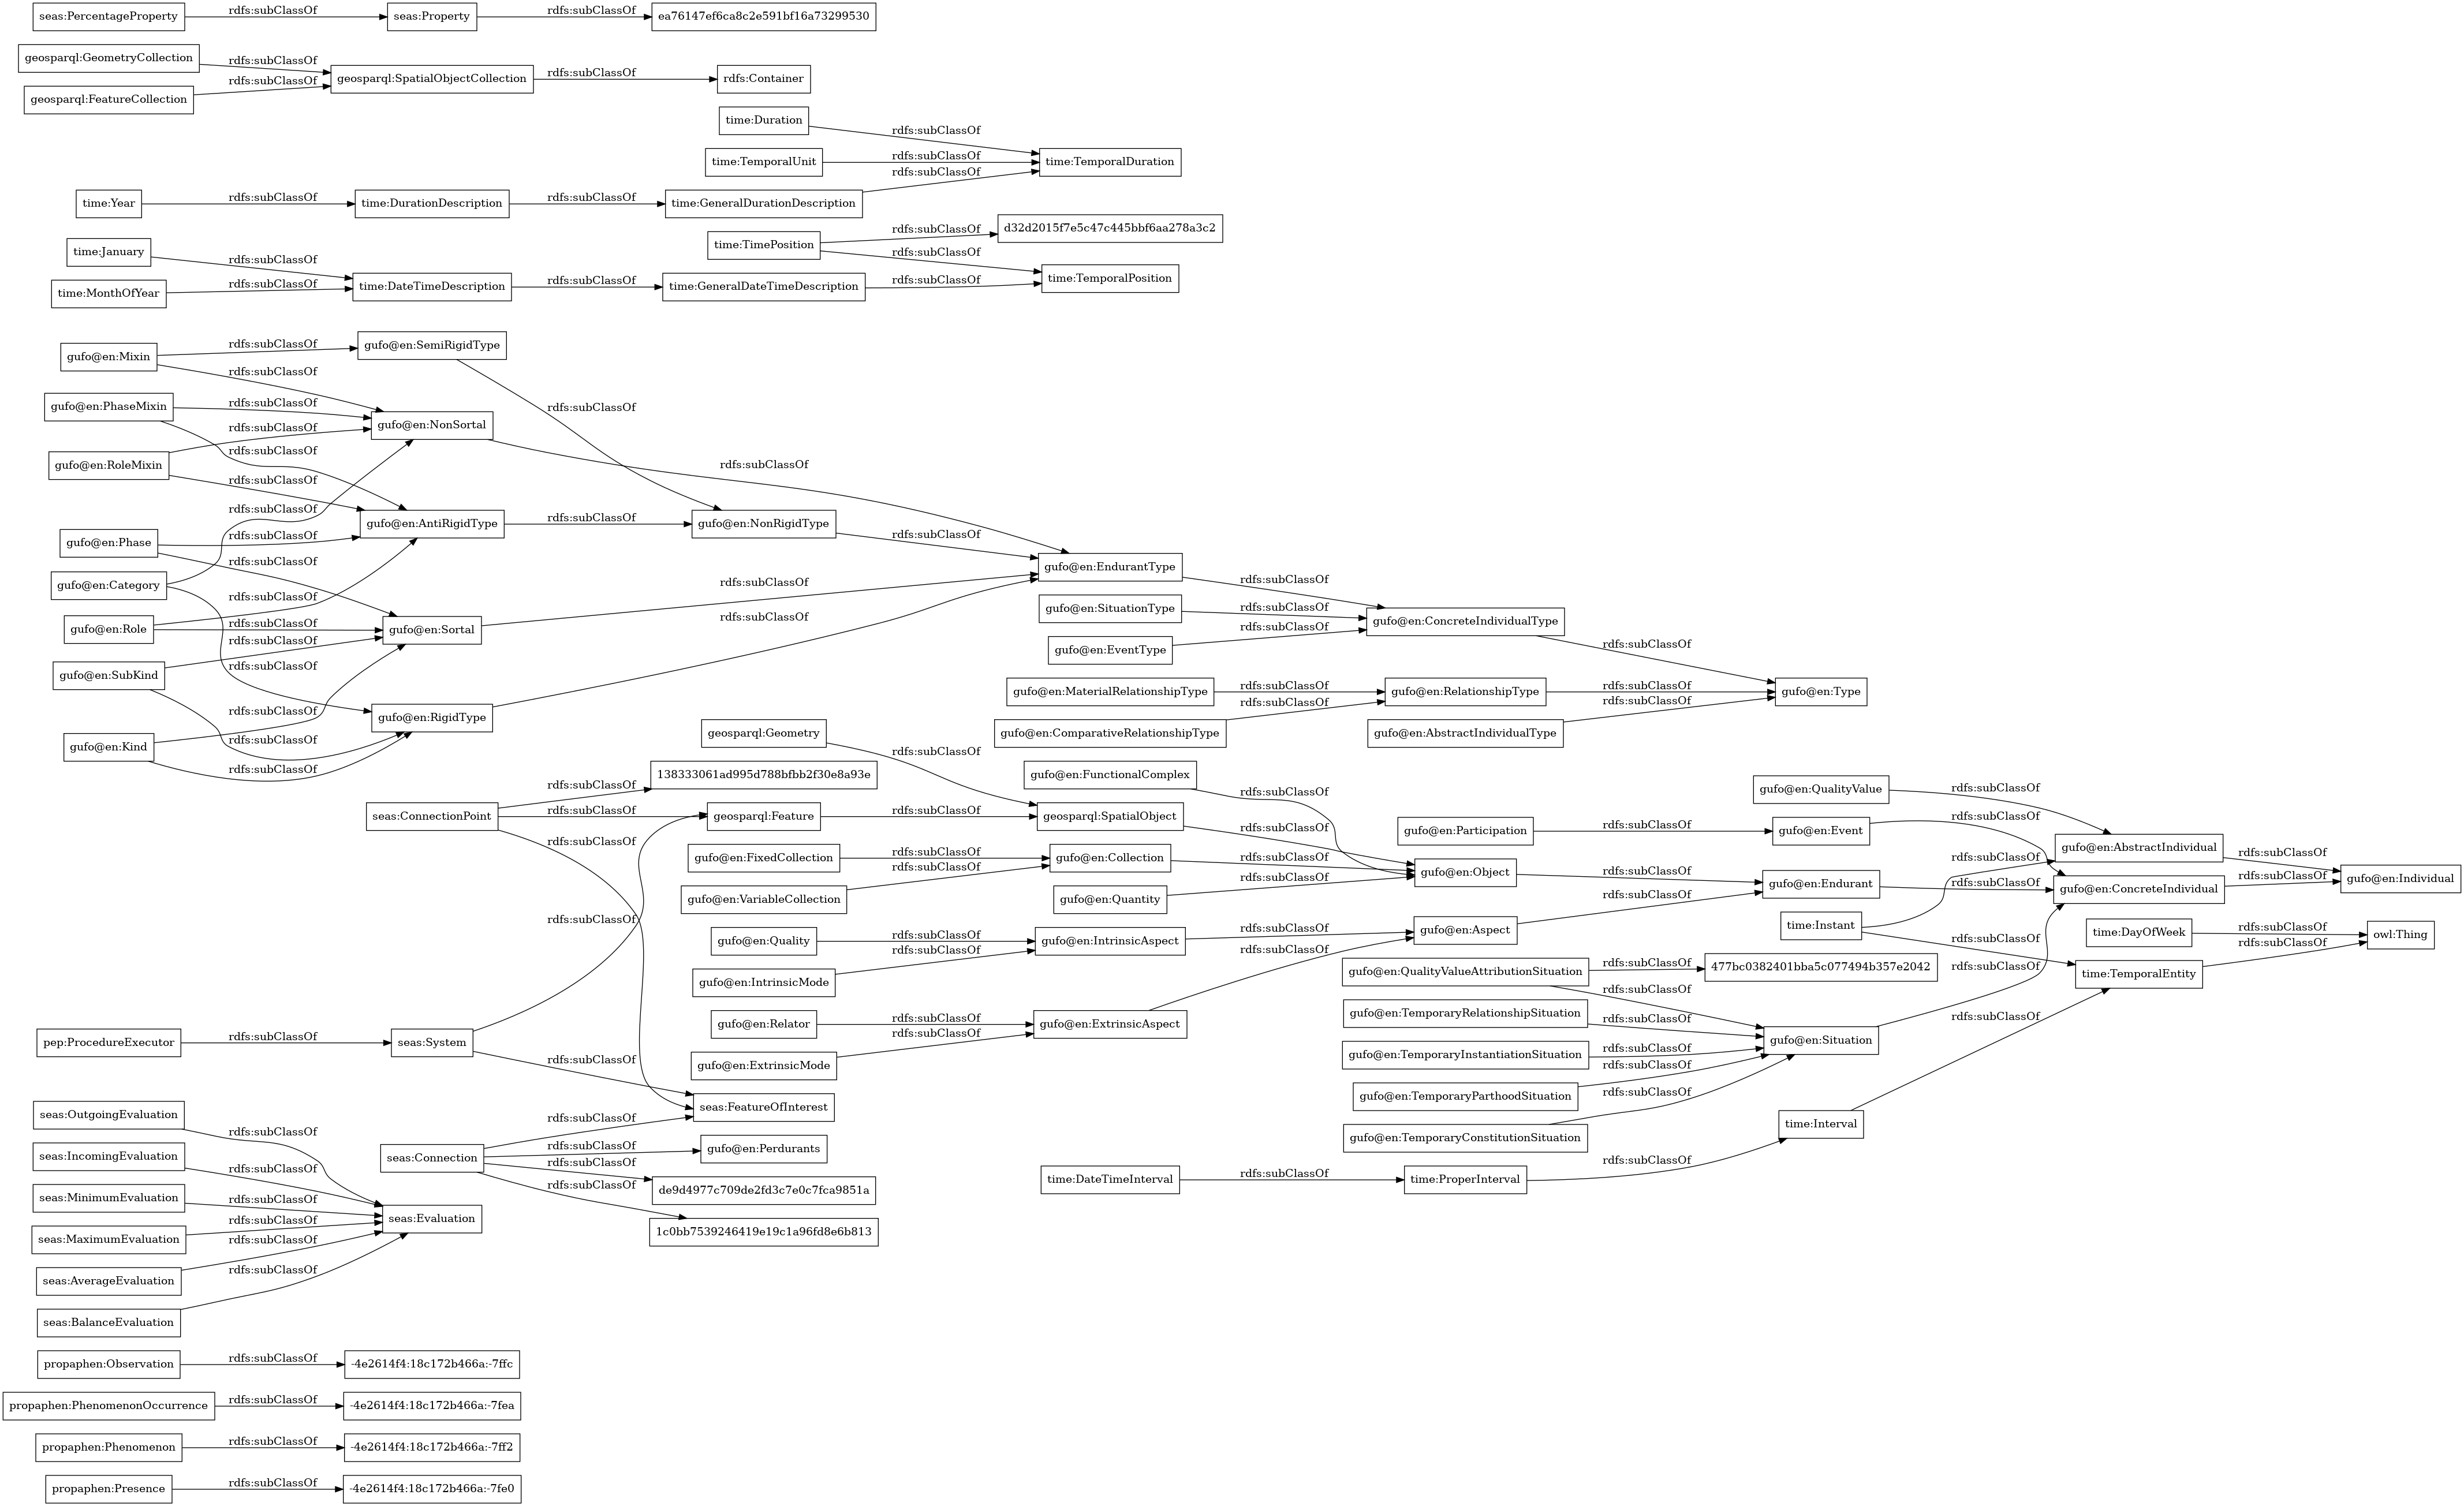 seas:PercentageProperty
rdfs:subClassOf
seas:Property
rdfs:subClassOf
ea76147ef6ca8c2e591bf16a73299530
geosparql:GeometryCollection
rdfs:subClassOf
geosparql:FeatureCollection
rdfs:subClassOf
geosparql:SpatialObjectCollection
rdfs:subClassOf
rdfs:Container
time:Duration
rdfs:subClassOf
time:TemporalUnit
rdfs:subClassOf
time:TemporalDuration
time:Year
rdfs:subClassOf
time:DurationDescription
rdfs:subClassOf
time:GeneralDurationDescription
rdfs:subClassOf
time:January
rdfs:subClassOf
time:MonthOfYear
rdfs:subClassOf
time:DateTimeDescription
rdfs:subClassOf
time:GeneralDateTimeDescription
rdfs:subClassOf
time:TimePosition
rdfs:subClassOf
rdfs:subClassOf
d32d2015f7e5c47c445bbf6aa278a3c2
time:TemporalPosition
gufo@en:Mixin
rdfs:subClassOf
rdfs:subClassOf
gufo@en:SemiRigidType
rdfs:subClassOf
gufo@en:PhaseMixin
rdfs:subClassOf
rdfs:subClassOf
gufo@en:NonSortal
rdfs:subClassOf
gufo@en:RoleMixin
rdfs:subClassOf
rdfs:subClassOf
gufo@en:AntiRigidType
rdfs:subClassOf
gufo@en:NonRigidType
rdfs:subClassOf
gufo@en:Phase
rdfs:subClassOf
rdfs:subClassOf
gufo@en:Category
rdfs:subClassOf
rdfs:subClassOf
gufo@en:Role
rdfs:subClassOf
rdfs:subClassOf
gufo@en:Sortal
rdfs:subClassOf
gufo@en:SubKind
rdfs:subClassOf
rdfs:subClassOf
gufo@en:Kind
rdfs:subClassOf
rdfs:subClassOf
gufo@en:RigidType
rdfs:subClassOf
gufo@en:EndurantType
rdfs:subClassOf
gufo@en:SituationType
rdfs:subClassOf
gufo@en:EventType
rdfs:subClassOf
gufo@en:ConcreteIndividualType
rdfs:subClassOf
gufo@en:MaterialRelationshipType
rdfs:subClassOf
gufo@en:ComparativeRelationshipType
rdfs:subClassOf
gufo@en:RelationshipType
rdfs:subClassOf
gufo@en:AbstractIndividualType
rdfs:subClassOf
gufo@en:Type
geosparql:Geometry
rdfs:subClassOf
seas:ConnectionPoint
rdfs:subClassOf
rdfs:subClassOf
rdfs:subClassOf
138333061ad995d788bfbb2f30e8a93e
geosparql:Feature
rdfs:subClassOf
gufo@en:FunctionalComplex
rdfs:subClassOf
geosparql:SpatialObject
rdfs:subClassOf
gufo@en:FixedCollection
rdfs:subClassOf
gufo@en:VariableCollection
rdfs:subClassOf
gufo@en:Collection
rdfs:subClassOf
gufo@en:Quantity
rdfs:subClassOf
gufo@en:Object
rdfs:subClassOf
gufo@en:Quality
rdfs:subClassOf
gufo@en:IntrinsicMode
rdfs:subClassOf
gufo@en:IntrinsicAspect
rdfs:subClassOf
gufo@en:Relator
rdfs:subClassOf
gufo@en:ExtrinsicMode
rdfs:subClassOf
gufo@en:ExtrinsicAspect
rdfs:subClassOf
gufo@en:Aspect
rdfs:subClassOf
gufo@en:Participation
rdfs:subClassOf
gufo@en:QualityValue
rdfs:subClassOf
gufo@en:Event
rdfs:subClassOf
gufo@en:Endurant
rdfs:subClassOf
time:Instant
rdfs:subClassOf
rdfs:subClassOf
gufo@en:AbstractIndividual
rdfs:subClassOf
gufo@en:ConcreteIndividual
rdfs:subClassOf
gufo@en:Individual
time:DayOfWeek
rdfs:subClassOf
time:TemporalEntity
rdfs:subClassOf
owl:Thing
gufo@en:QualityValueAttributionSituation
rdfs:subClassOf
rdfs:subClassOf
477bc0382401bba5c077494b357e2042
gufo@en:TemporaryRelationshipSituation
rdfs:subClassOf
gufo@en:TemporaryInstantiationSituation
rdfs:subClassOf
gufo@en:TemporaryParthoodSituation
rdfs:subClassOf
gufo@en:TemporaryConstitutionSituation
rdfs:subClassOf
gufo@en:Situation
rdfs:subClassOf
time:DateTimeInterval
rdfs:subClassOf
time:ProperInterval
rdfs:subClassOf
time:Interval
rdfs:subClassOf
pep:ProcedureExecutor
rdfs:subClassOf
seas:System
rdfs:subClassOf
rdfs:subClassOf
seas:FeatureOfInterest
seas:Connection
rdfs:subClassOf
rdfs:subClassOf
rdfs:subClassOf
rdfs:subClassOf
gufo@en:Perdurants
de9d4977c709de2fd3c7e0c7fca9851a
1c0bb7539246419e19c1a96fd8e6b813
seas:OutgoingEvaluation
rdfs:subClassOf
seas:IncomingEvaluation
rdfs:subClassOf
seas:MinimumEvaluation
rdfs:subClassOf
seas:MaximumEvaluation
rdfs:subClassOf
seas:AverageEvaluation
rdfs:subClassOf
seas:BalanceEvaluation
rdfs:subClassOf
seas:Evaluation
propaphen:Observation
rdfs:subClassOf
-4e2614f4:18c172b466a:-7ffc
propaphen:PhenomenonOccurrence
rdfs:subClassOf
-4e2614f4:18c172b466a:-7fea
propaphen:Phenomenon
rdfs:subClassOf
-4e2614f4:18c172b466a:-7ff2
propaphen:Presence
rdfs:subClassOf
-4e2614f4:18c172b466a:-7fe0